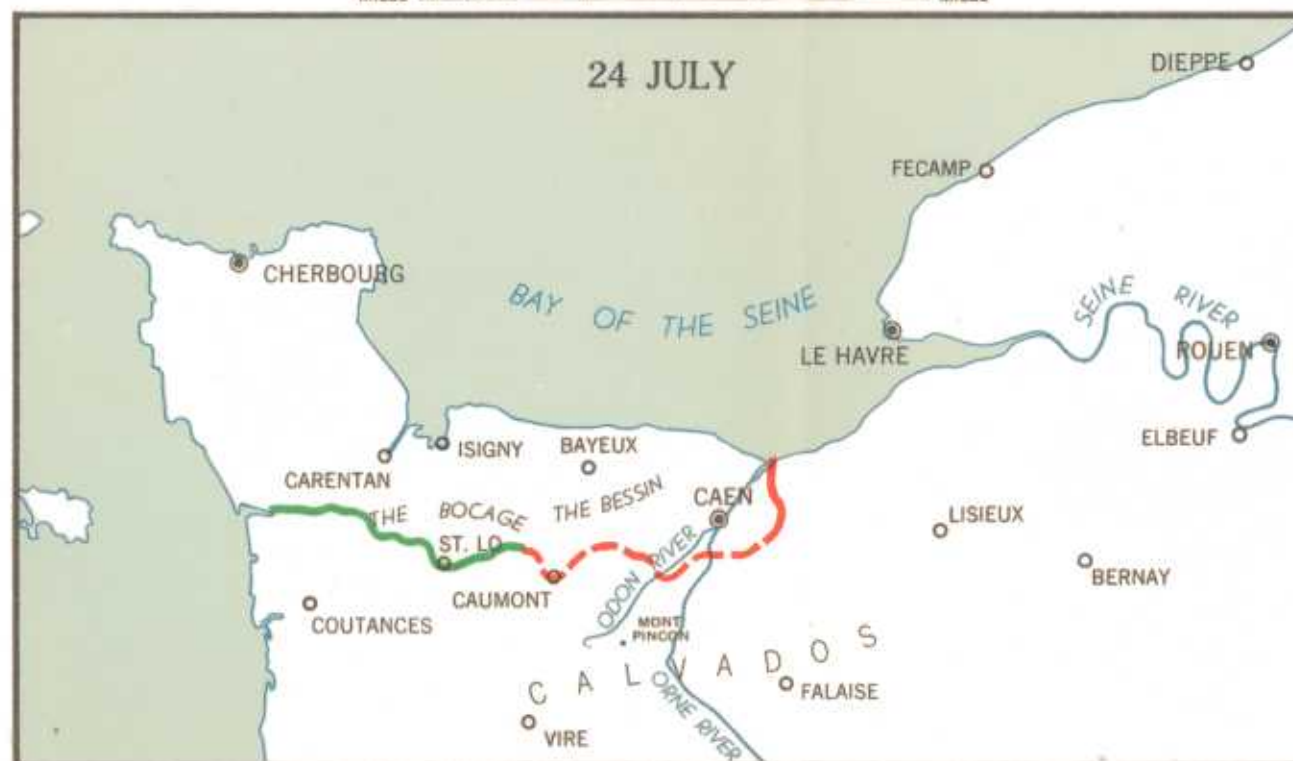 MILES MILES
24 JULY
DIEPPE
FECAMP
CHERBOURG
BAY OF THE SEINE
SEINE RIVER
LE HAVRE
ROUEN
ISIGNY
BAYEUX
ELBEUF
CARENTAN
THE BOCAGE
THE BESSIN
CAEN
LISIEUX
ST. LO
ODON RIVER
BERNAY
CAUMONT
COUTANCES
MONT
PINCON
CALVADOS
ORNE RIVER
FALAISE
VIRE